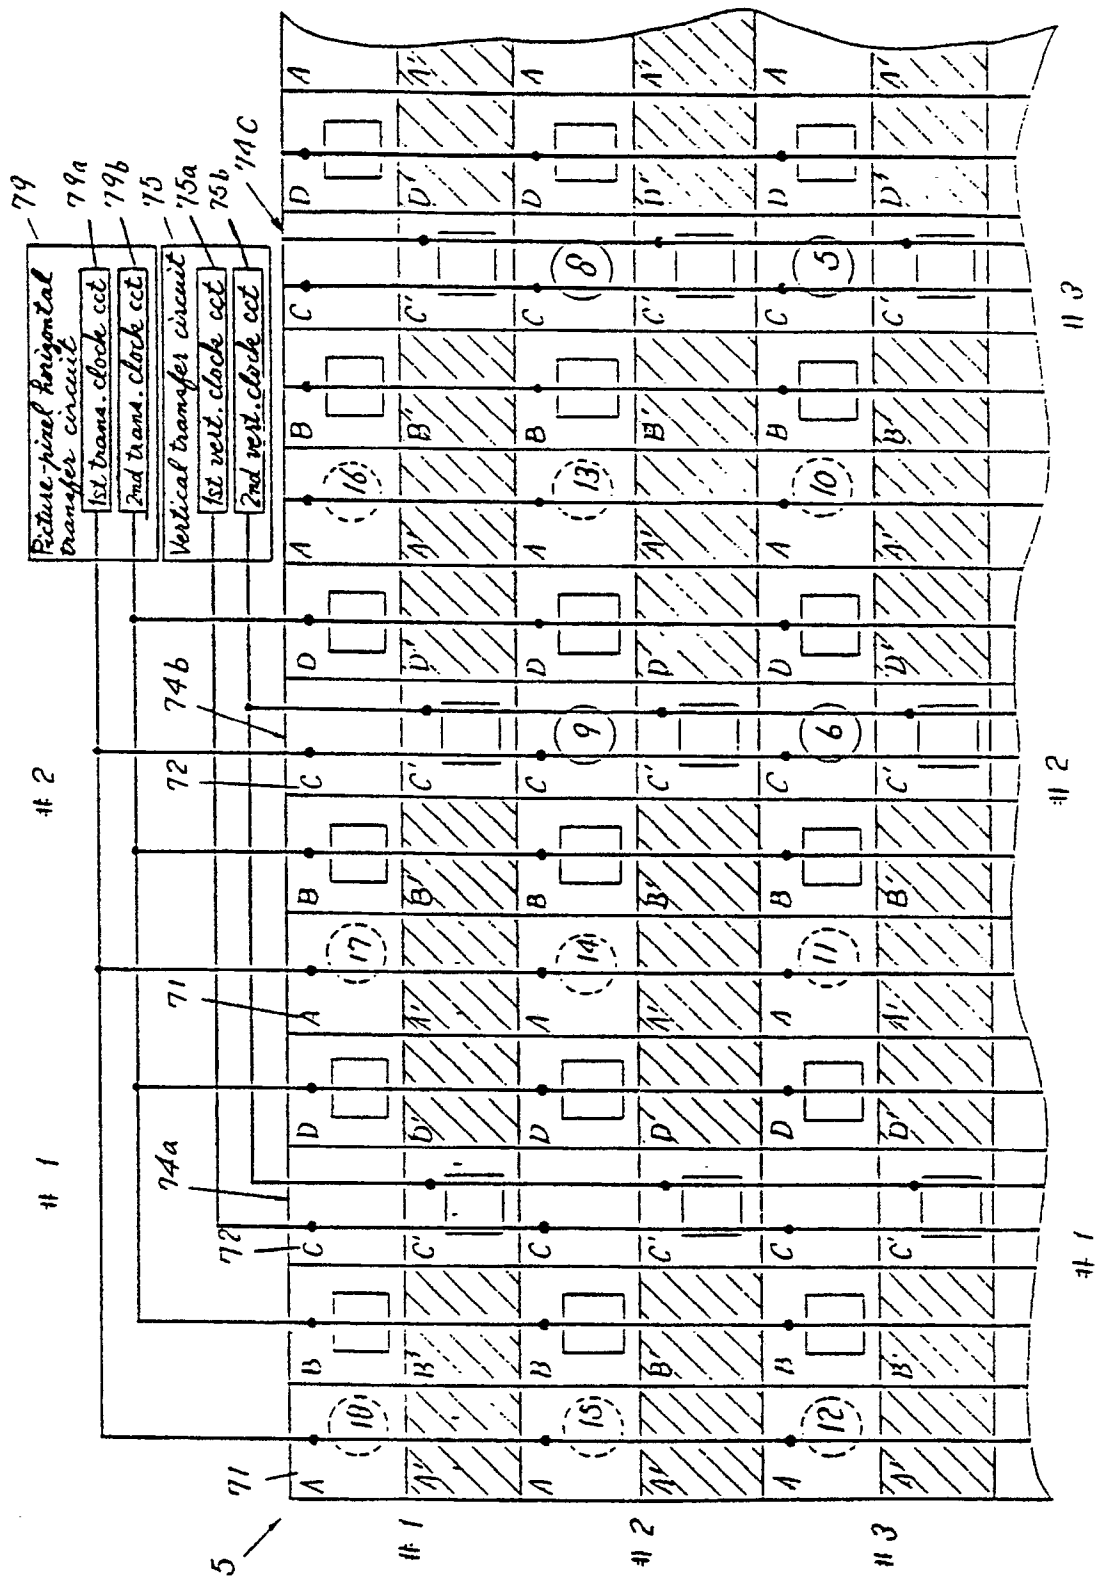 79
# 1
# 2
Picture-pixel horizontal
transfer circuit
79a
1st trans. clock cct
79b
2nd trans. clock cct
75
Vertical transfer circuit
75a
1st vert. clock cct
75b
2nd vert. clock cct
5
71
72
74a
71
72
74b
74C
A B C D A B C D A B C D A
18 17 16
# 1
A' B' C' D' A' B' C' D' A' B' C' D' A'
A B C D A B C D A B C D A
15 14 9 13 8
# 2
A' B' C' D' A' B' C' D' A' B' C' D' A'
A B C D A B C D A B C D A
12 11 6 10 5
# 3
A' B' C' D' A' B' C' D' A' B' C' D' A'
# 1
# 2
# 3